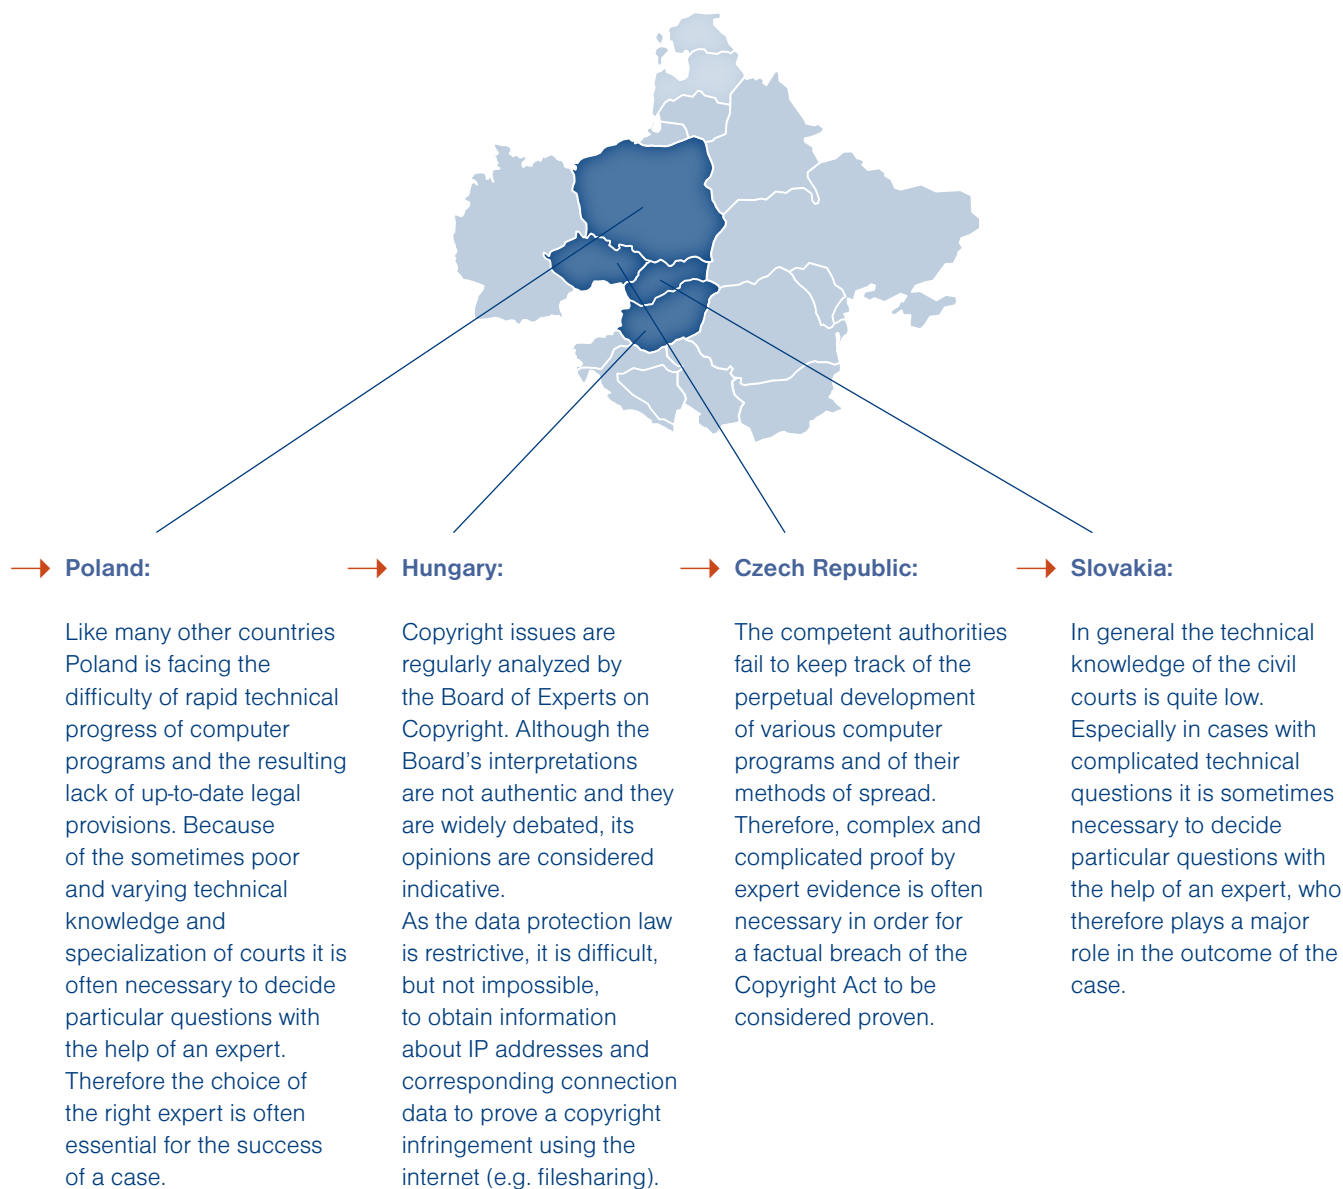 Poland:
Like many other countries
Poland is facing the
difficulty of rapid technical
progress of computer
programs and the resulting
lack of up-to-date legal
provisions. Because
of the sometimes poor
and varying technical
knowledge and
specialization of courts it is
often necessary to decide
particular questions with
the help of an expert.
Therefore the choice of
the right expert is often
essential for the success
of a case.
Hungary:
Copyright issues are
regularly analyzed by
the Board of Experts on
Copyright. Although the
Board’s interpretations
are not authentic and they
are widely debated, its
opinions are considered
indicative.
As the data protection law
is restrictive, it is difficult,
but not impossible,
to obtain information
about IP addresses and
corresponding connection
data to prove a copyright
infringement using the
internet (e.g. filesharing).
Czech Republic:
The competent authorities
fail to keep track of the
perpetual development
of various computer
programs and of their
methods of spread.
Therefore, complex and
complicated proof by
expert evidence is often
necessary in order for
a factual breach of the
Copyright Act to be
considered proven.
Slovakia:
In general the technical
knowledge of the civil
courts is quite low.
Especially in cases with
complicated technical
questions it is sometimes
necessary to decide
particular questions with
the help of an expert, who
therefore plays a major
role in the outcome of the
case.